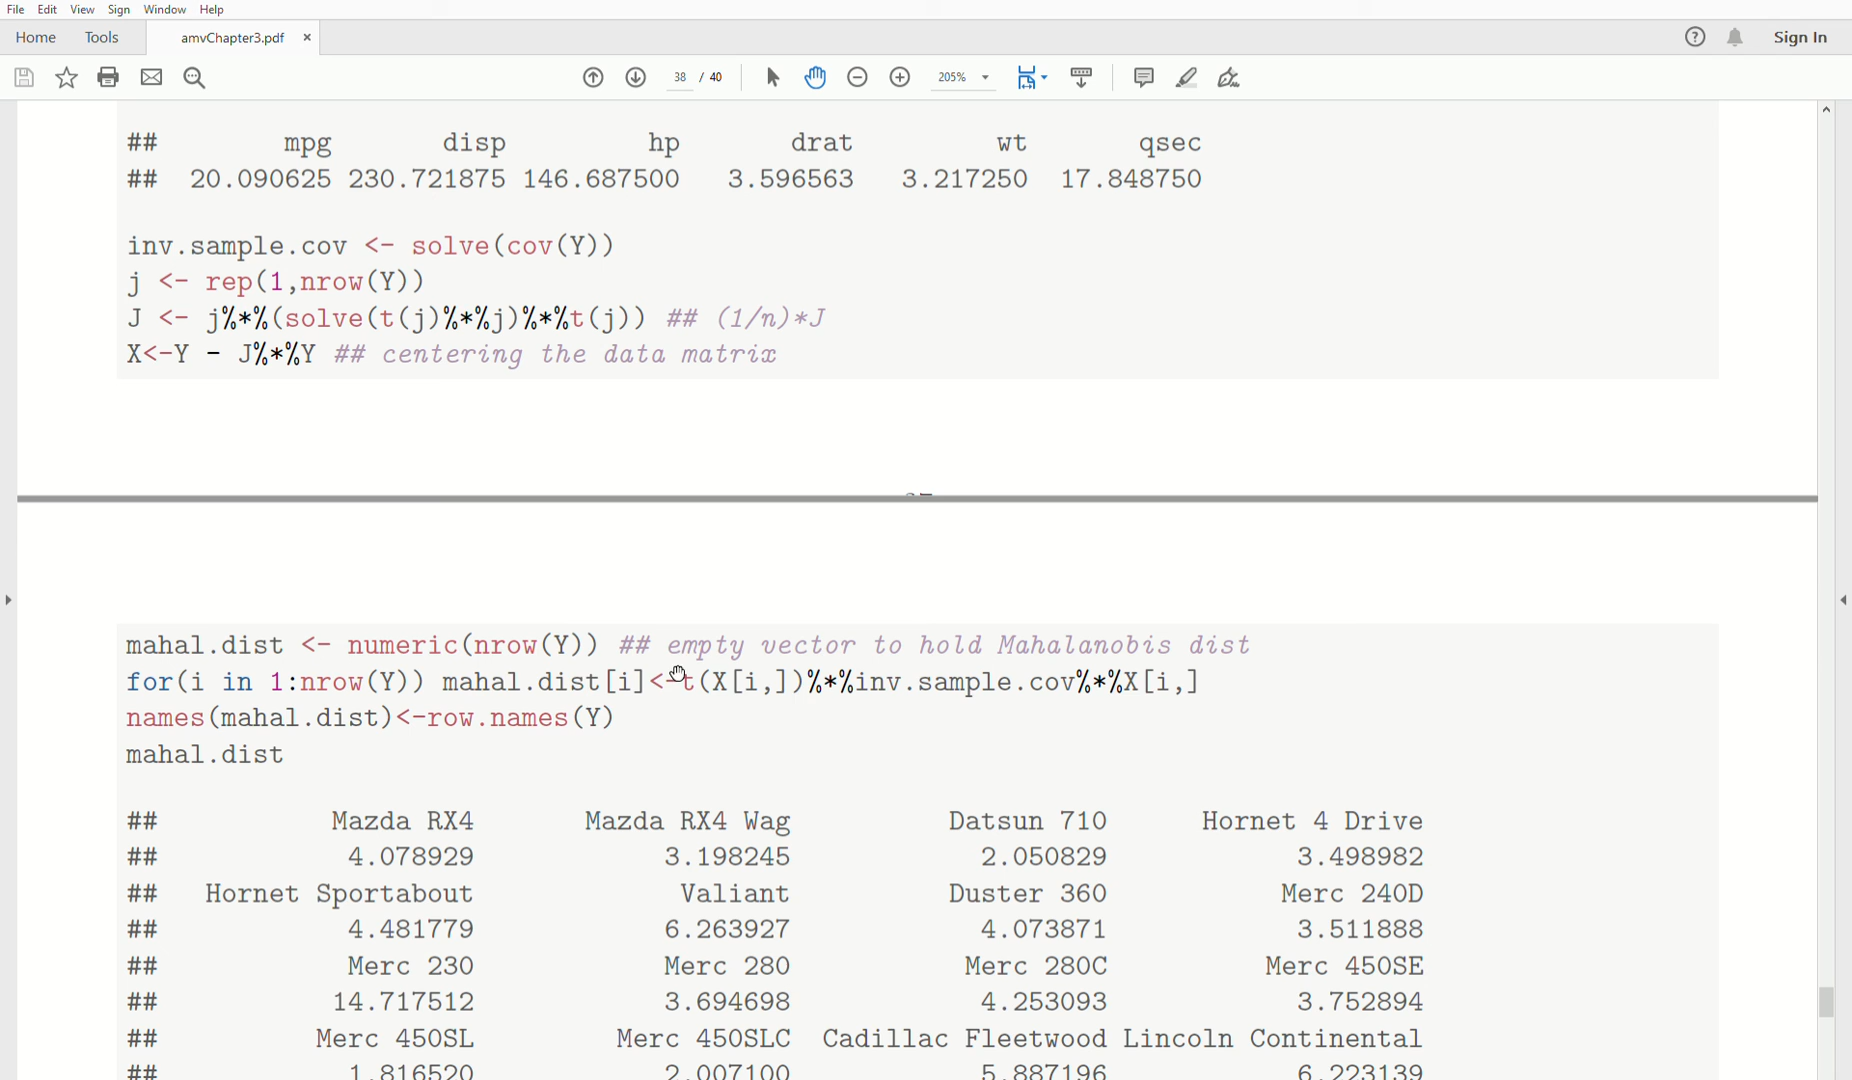 File Edit View Sign Window Help
Home Tools amvChapter3.pdf × Sign In
38 / 40 205%
## mpg disp hp drat wt qsec
## 20.090625 230.721875 146.687500 3.596563 3.217250 17.848750
inv.sample.cov <- solve(cov(Y))
j <- rep(1,nrow(Y))
J <- j%*%(solve(t(j)%*%j)%*%t(j)) ## (1/n)*J
X<-Y - J%*%Y ## centering the data matrix
mahal.dist <- numeric(nrow(Y)) ## empty vector to hold Mahalanobis dist
for(i in 1:nrow(Y)) mahal.dist[i]<-t(X[i,])%*%inv.sample.cov%*%X[i,]
names(mahal.dist)<-row.names(Y)
mahal.dist
## Mazda RX4 Mazda RX4 Wag Datsun 710 Hornet 4 Drive
## 4.078929 3.198245 2.050829 3.498982
## Hornet Sportabout Valiant Duster 360 Merc 240D
## 4.481779 6.263927 4.073871 3.511888
## Merc 230 Merc 280 Merc 280C Merc 450SE
## 14.717512 3.694698 4.253093 3.752894
## Merc 450SL Merc 450SLC Cadillac Fleetwood Lincoln Continental
## 1.816520 2.007100 5.887196 6.223139